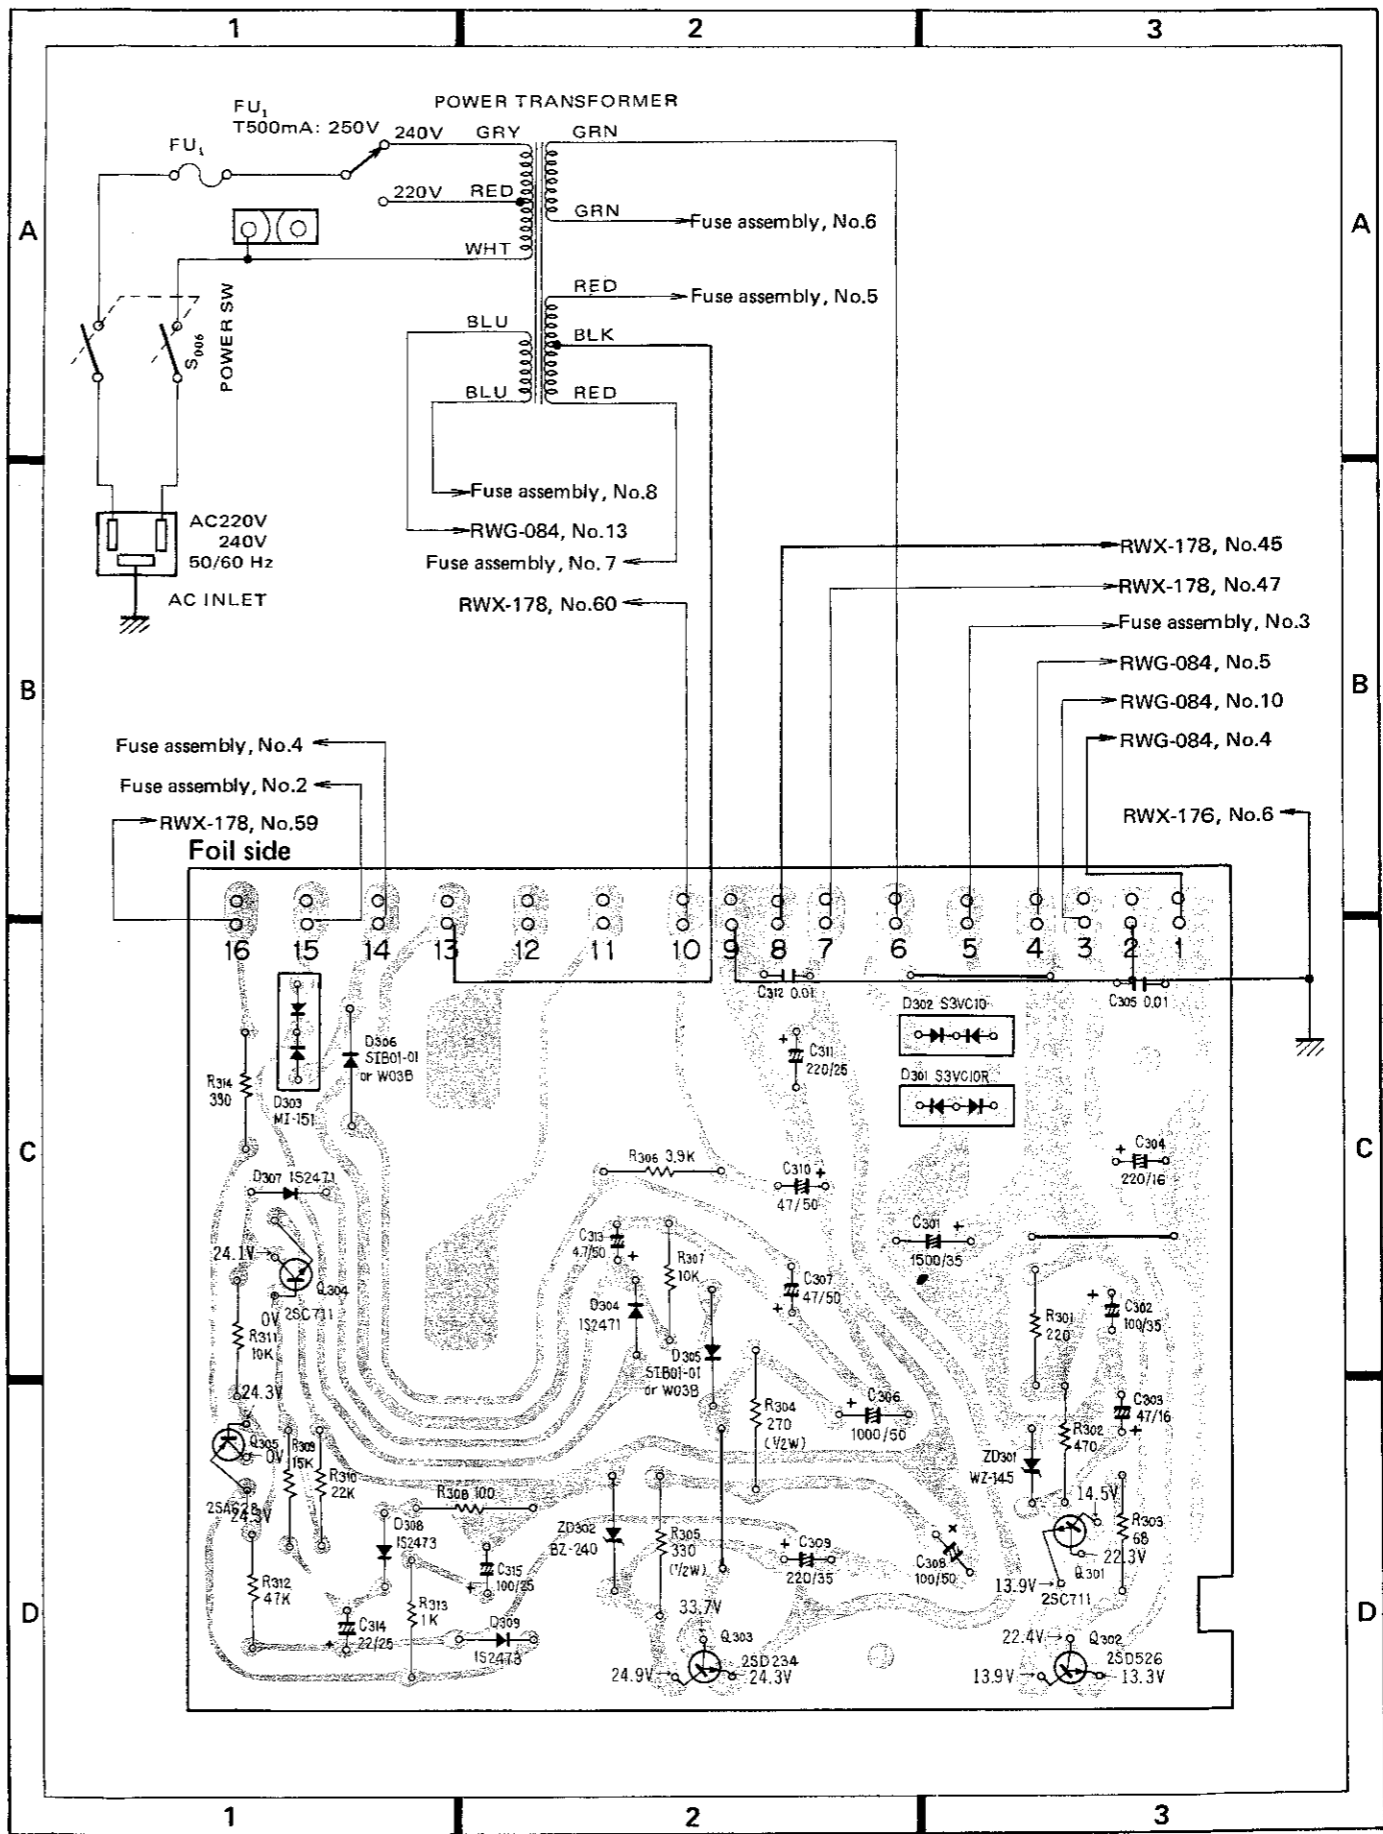 1 2 3
FU1
T500mA: 250V
FU1
POWER TRANSFORMER
240V GRY GRN
220V RED GRN
Fuse assembly, No.6
A A
WHT
RED
Fuse assembly, No.5
BLU BLK
BLU RED
S006
POWER SW
Fuse assembly, No.8
RWG-084, No.13
Fuse assembly, No.7
RWX-178, No.60
AC220V
240V
50/60 Hz
AC INLET
RWX-178, No.45
RWX-178, No.47
Fuse assembly, No.3
RWG-084, No.5
RWG-084, No.10
RWG-084, No.4
RWX-176, No.6
B B
Fuse assembly, No.4
Fuse assembly, No.2
RWX-178, No.59
Foil side
16 15 14 13 12 11 10 9 8 7 6 5 4 3 2 1
C312 0.01
C305 0.01
D302 S3VC10
D301 S3VC10R
D306
SIB01-01
or W03B
C311
220/25
R314
390
D303
MI-151
C C
C304
220/16
R306 3.9K
C310
47/50
D307 1S2471
C301
1500/35
C313
4.7/50
R307
10K
C307
47/50
24.1V
Q304
2SC711
0V
D304
1S2471
D305
SIB01-01
or W03B
R301
220
C302
100/35
R311
10K
24.3V
R304
270
(1/2W)
C306
1000/50
C303
47/16
R302
470
Q305
0V
R309
15K
R310
22K
2SA628
24.3V
ZD301
WZ-145
14.5V
R308 100
D308
1S2473
ZD302
BZ-240
R305
330
(1/2W)
C309
220/35
C308
100/50
R303
68
22.3V
Q301
13.9V
2SC711
C315
100/25
R312
47K
R313
1K
D D
C314
22/25
D309
1S2473
33.7V
Q303
2SD234
24.9V 24.3V
22.4V
Q302
2SD526
13.9V 13.3V
1 2 3